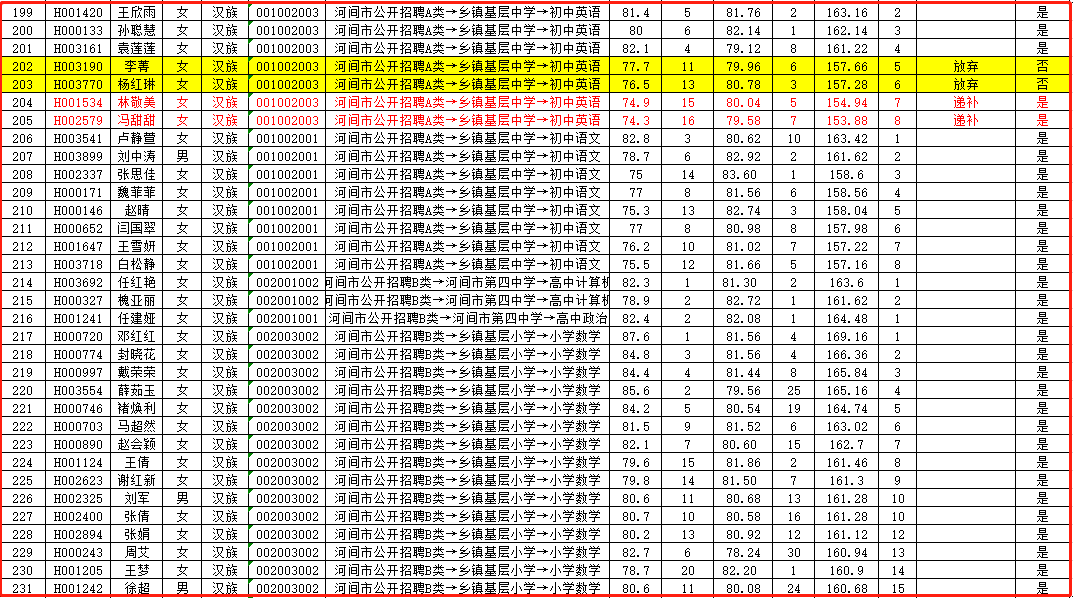 199 H001420 王欣雨 女 汉族 001002003 河间市公开招聘A类→乡镇基层中学→初中英语 81.4 5 81.76 2 163.16 2 是
200 H000133 孙聪慧 女 汉族 001002003 河间市公开招聘A类→乡镇基层中学→初中英语 80 6 82.14 1 162.14 3 是
201 H003161 袁莲莲 女 汉族 001002003 河间市公开招聘A类→乡镇基层中学→初中英语 82.1 4 79.12 8 161.22 4 是
202 H003190 李菁 女 汉族 001002003 河间市公开招聘A类→乡镇基层中学→初中英语 77.7 11 79.96 6 157.66 5 放弃 否
203 H003770 杨红琳 女 汉族 001002003 河间市公开招聘A类→乡镇基层中学→初中英语 76.5 13 80.78 3 157.28 6 放弃 否
204 H001534 林敬美 女 汉族 001002003 河间市公开招聘A类→乡镇基层中学→初中英语 74.9 15 80.04 5 154.94 7 递补 是
205 H002579 冯甜甜 女 汉族 001002003 河间市公开招聘A类→乡镇基层中学→初中英语 74.3 16 79.58 7 153.88 8 递补 是
206 H003541 卢静萱 女 汉族 001002001 河间市公开招聘A类→乡镇基层中学→初中语文 82.8 3 80.62 10 163.42 1 是
207 H003899 刘中涛 男 汉族 001002001 河间市公开招聘A类→乡镇基层中学→初中语文 78.7 6 82.92 2 161.62 2 是
208 H002337 张思佳 女 汉族 001002001 河间市公开招聘A类→乡镇基层中学→初中语文 75 14 83.60 1 158.6 3 是
209 H000171 魏菲菲 女 汉族 001002001 河间市公开招聘A类→乡镇基层中学→初中语文 77 8 81.56 6 158.56 4 是
210 H000146 赵晴 女 汉族 001002001 河间市公开招聘A类→乡镇基层中学→初中语文 75.3 13 82.74 3 158.04 5 是
211 H000652 闫国翠 女 汉族 001002001 河间市公开招聘A类→乡镇基层中学→初中语文 77 8 80.98 8 157.98 6 是
212 H001647 王雪妍 女 汉族 001002001 河间市公开招聘A类→乡镇基层中学→初中语文 76.2 10 81.02 7 157.22 7 是
213 H003718 白松静 女 汉族 001002001 河间市公开招聘A类→乡镇基层中学→初中语文 75.5 12 81.66 5 157.16 8 是
214 H003692 任红艳 女 汉族 002001002 河间市公开招聘B类→河间市第四中学→高中计算机 82.3 1 81.30 2 163.6 1 是
215 H000327 槐亚丽 女 汉族 002001002 河间市公开招聘B类→河间市第四中学→高中计算机 78.9 2 82.72 1 161.62 2 是
216 H001241 任建娅 女 汉族 002001001 河间市公开招聘B类→河间市第四中学→高中政治 82.4 2 82.08 1 164.48 1 是
217 H000720 邓红红 女 汉族 002003002 河间市公开招聘B类→乡镇基层小学→小学数学 87.6 1 81.56 4 169.16 1 是
218 H000774 封晓花 女 汉族 002003002 河间市公开招聘B类→乡镇基层小学→小学数学 84.8 3 81.56 4 166.36 2 是
219 H000997 戴荣荣 女 汉族 002003002 河间市公开招聘B类→乡镇基层小学→小学数学 84.4 4 81.44 8 165.84 3 是
220 H003554 薛茹玉 女 汉族 002003002 河间市公开招聘B类→乡镇基层小学→小学数学 85.6 2 79.56 25 165.16 4 是
221 H000746 褚焕利 女 汉族 002003002 河间市公开招聘B类→乡镇基层小学→小学数学 84.2 5 80.54 19 164.74 5 是
222 H000703 马超然 女 汉族 002003002 河间市公开招聘B类→乡镇基层小学→小学数学 81.5 9 81.52 6 163.02 6 是
223 H000890 赵会颖 女 汉族 002003002 河间市公开招聘B类→乡镇基层小学→小学数学 82.1 7 80.60 15 162.7 7 是
224 H001124 王倩 女 汉族 002003002 河间市公开招聘B类→乡镇基层小学→小学数学 79.6 15 81.86 2 161.46 8 是
225 H002623 谢红新 女 汉族 002003002 河间市公开招聘B类→乡镇基层小学→小学数学 79.8 14 81.50 7 161.3 9 是
226 H002325 刘军 男 汉族 002003002 河间市公开招聘B类→乡镇基层小学→小学数学 80.6 11 80.68 13 161.28 10 是
227 H002400 张倩 女 汉族 002003002 河间市公开招聘B类→乡镇基层小学→小学数学 80.7 10 80.58 16 161.28 10 是
228 H002894 张娟 女 汉族 002003002 河间市公开招聘B类→乡镇基层小学→小学数学 80.2 13 80.92 12 161.12 12 是
229 H000243 周艾 女 汉族 002003002 河间市公开招聘B类→乡镇基层小学→小学数学 82.7 6 78.24 30 160.94 13 是
230 H001205 王梦 女 汉族 002003002 河间市公开招聘B类→乡镇基层小学→小学数学 78.7 20 82.20 1 160.9 14 是
231 H001242 徐超 男 汉族 002003002 河间市公开招聘B类→乡镇基层小学→小学数学 80.6 11 80.08 24 160.68 15 是